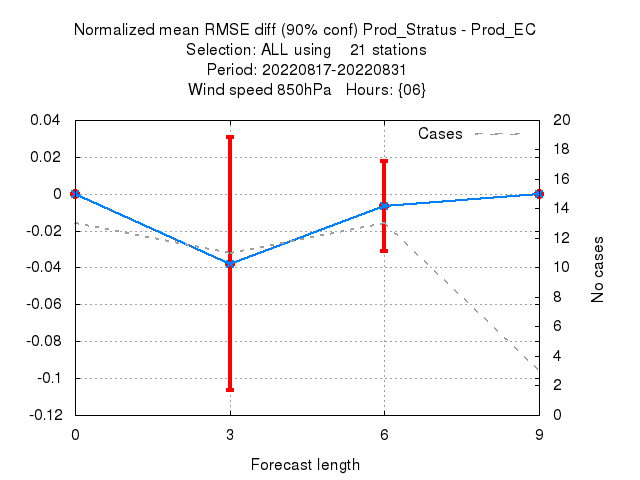 Normalized mean RMSE diff (90% conf) Prod_Stratus - Prod_EC
Selection: ALL using    21 stations
Period: 20220817-20220831
Wind speed 850hPa   Hours: {06}
Cases
0.04
0.02
0
-0.02
-0.04
-0.06
-0.08
-0.1
-0.12
20
18
16
14
12
10
8
6
4
2
0
No cases
0 3 6 9
Forecast length